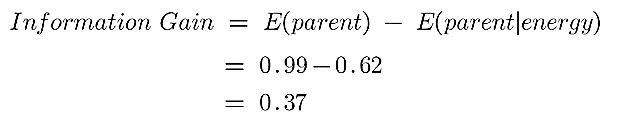 Information Gain = E(parent) − E(parent|energy)
= 0.99−0.62
= 0.37